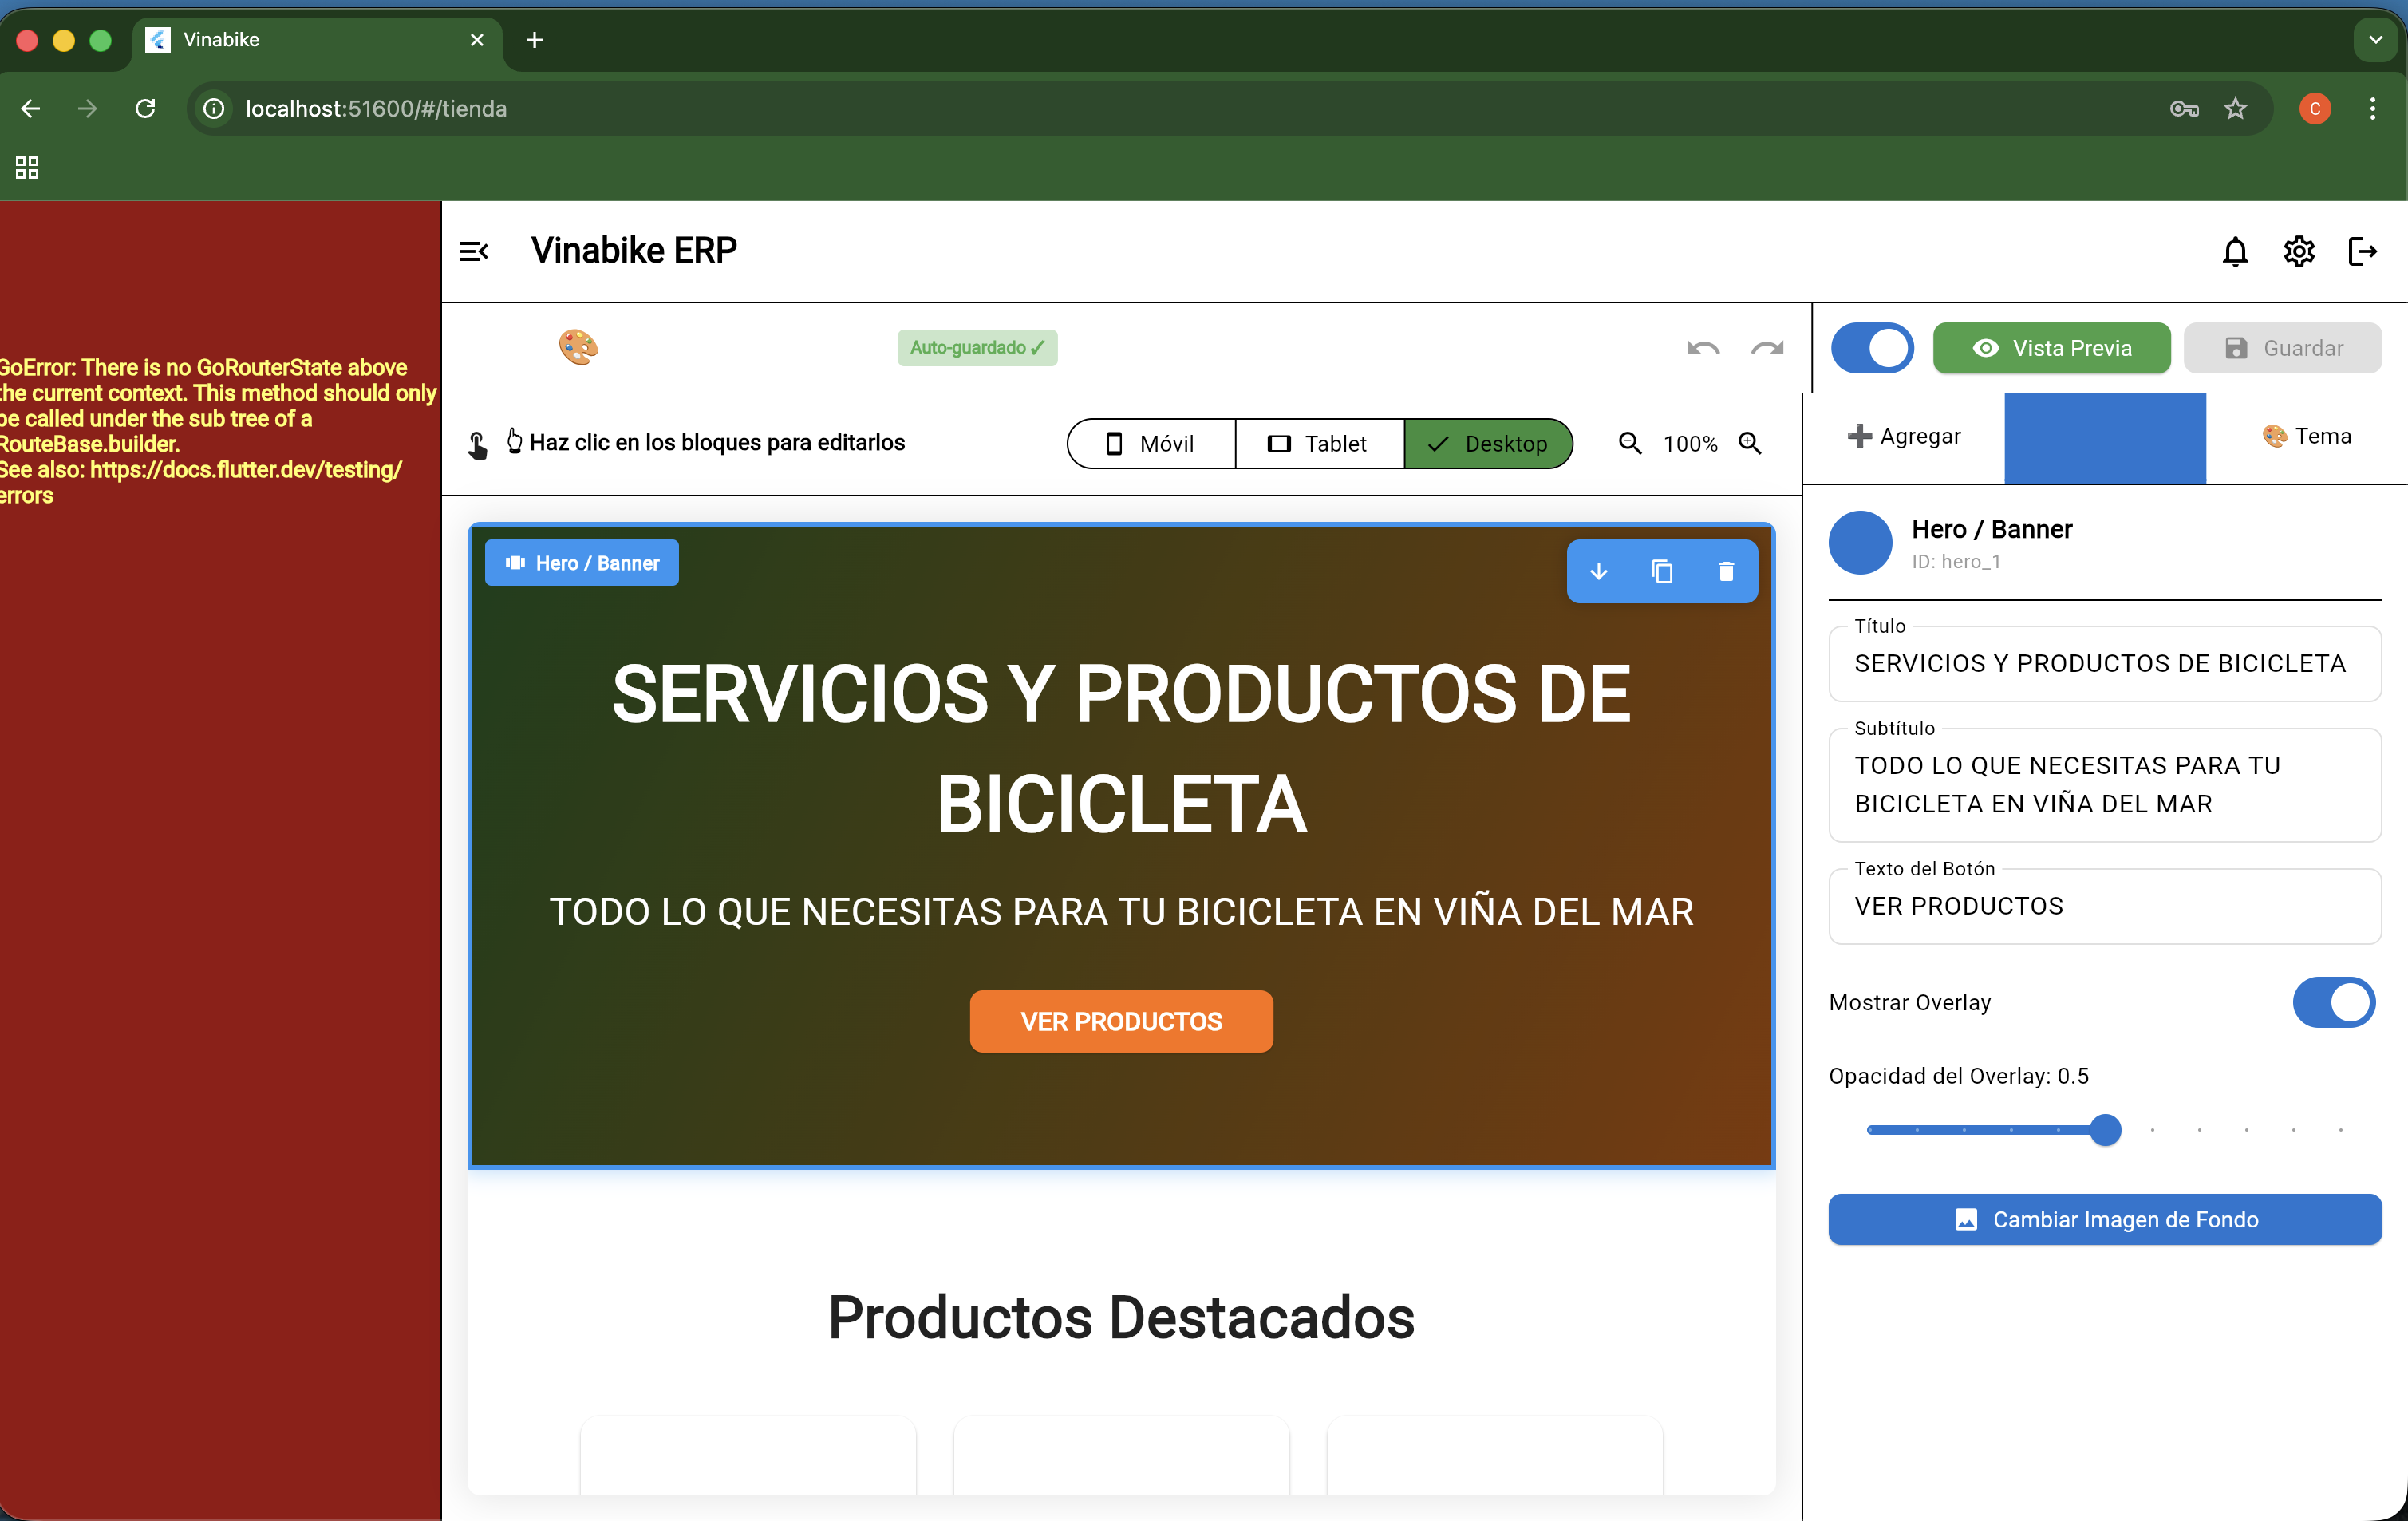 Vinabike
localhost:51600/#/tienda
C
GoError: There is no GoRouterState above
the current context. This method should only
be called under the sub tree of a
RouteBase.builder.
See also: https://docs.flutter.dev/testing/
errors
Vinabike ERP
Auto-guardado ✓
Vista Previa
Guardar
Haz clic en los bloques para editarlos
Móvil
Tablet
Desktop
100%
Agregar
Tema
Hero / Banner
SERVICIOS Y PRODUCTOS DE
BICICLETA
TODO LO QUE NECESITAS PARA TU BICICLETA EN VIÑA DEL MAR
VER PRODUCTOS
Productos Destacados
Hero / Banner
ID: hero_1
Título
SERVICIOS Y PRODUCTOS DE BICICLETA
Subtítulo
TODO LO QUE NECESITAS PARA TU
BICICLETA EN VIÑA DEL MAR
Texto del Botón
VER PRODUCTOS
Mostrar Overlay
Opacidad del Overlay: 0.5
Cambiar Imagen de Fondo